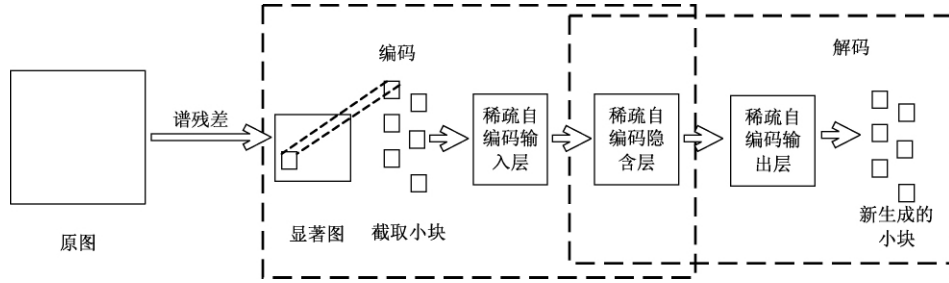 编码
解码
谱残差
稀疏自
编码输
入层
稀疏自
编码隐
含层
稀疏自
编码输
出层
原图
显著图
截取小块
新生成的
小块